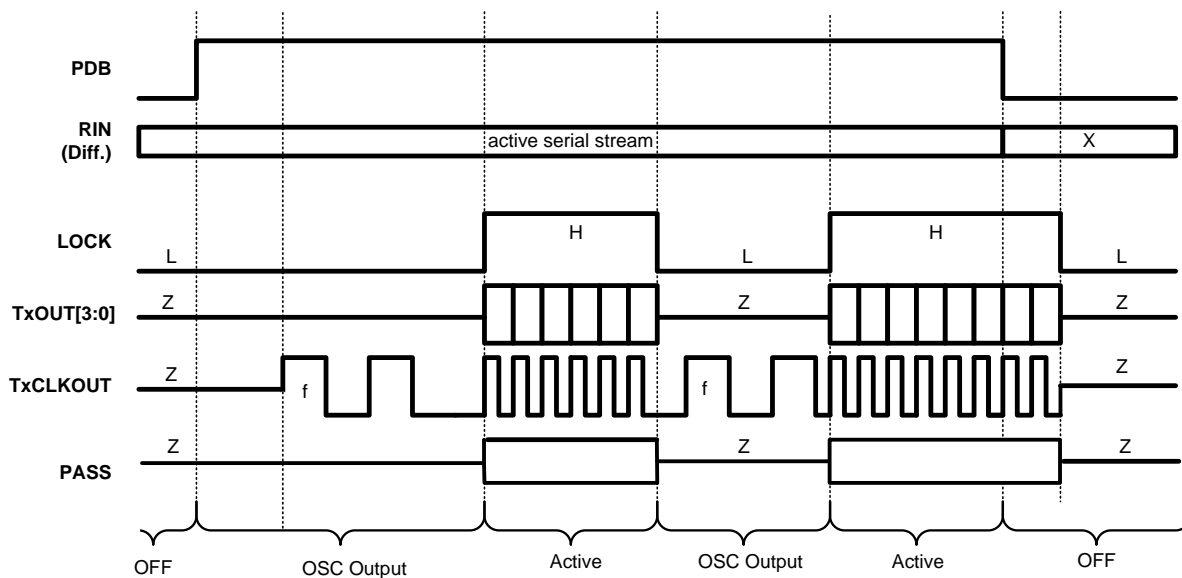 PDB
RIN
(Diff.)
active serial stream
X
LOCK
L
H
L
H
L
TxOUT[3:0]
Z
Z
Z
TxCLKOUT
Z
f
f
Z
PASS
Z
Z
Z
OFF
OSC Output
Active
OSC Output
Active
OFF